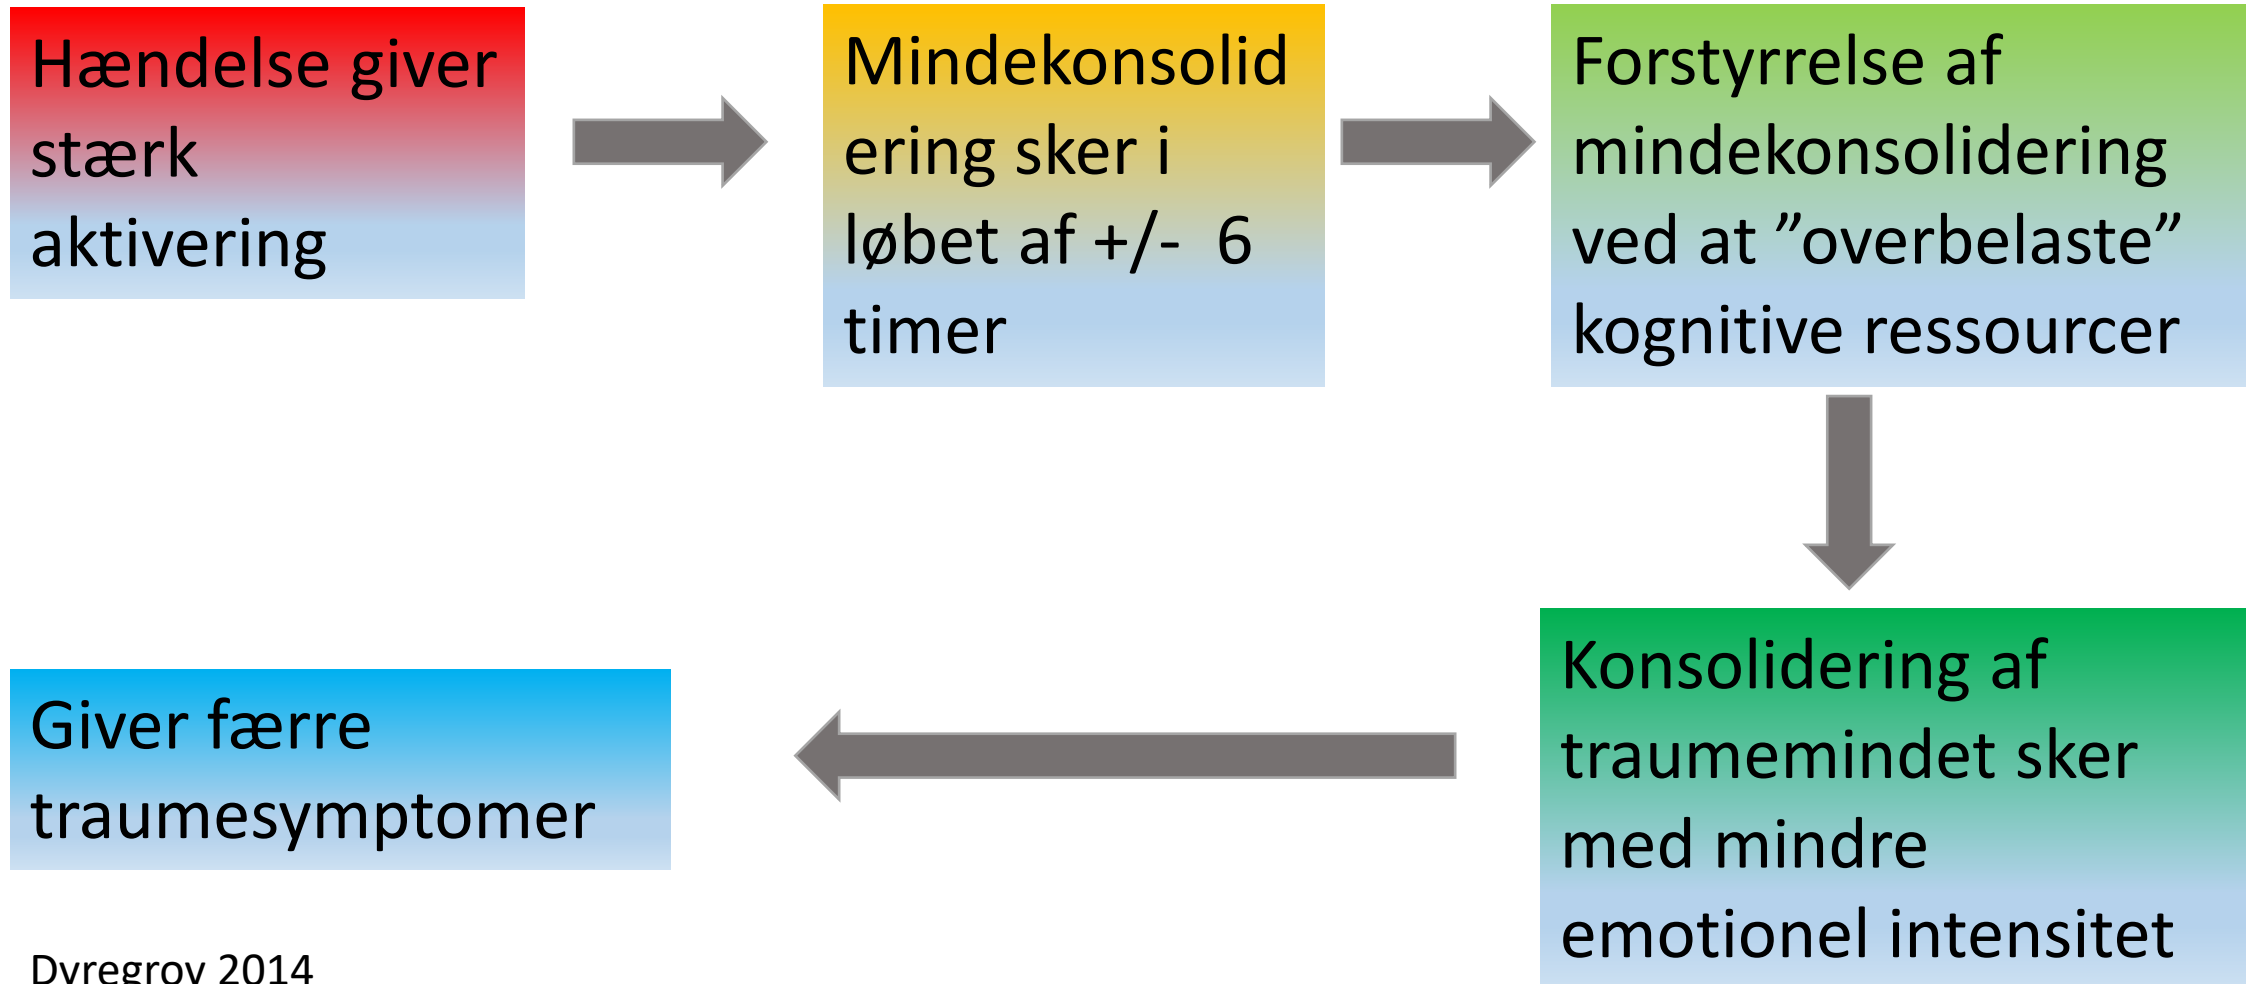 Hændelse giver
stærk
aktivering
Mindekonsolid
ering sker i
løbet af +/-  6
timer
Forstyrrelse af
mindekonsolidering
ved at ”overbelaste”
kognitive ressourcer
Konsolidering af
traumemindet sker
med mindre
emotionel intensitet
Giver færre
traumesymptomer
Dyregrov 2014